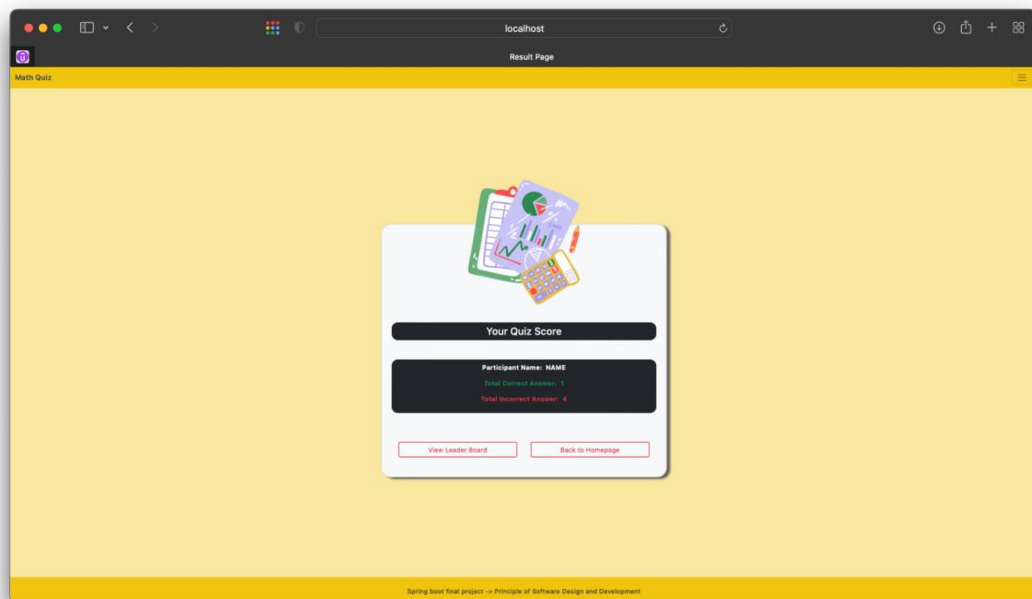 localhost
Result Page
Math Quiz
Your Quiz Score
Participant Name: NAME
Total Correct Answer: 1
Total Incorrect Answer: 4
View Leader Board
Back to Homepage
Spring boot final project -> Principle of Software Design and Development